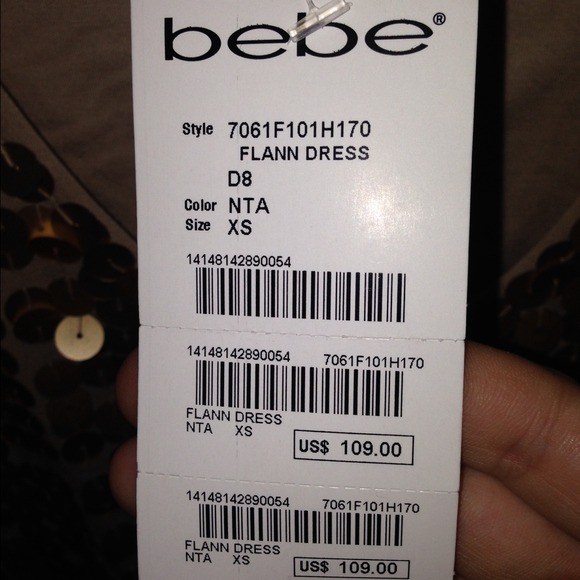 bebe®
Style 7061F101H170
FLANN DRESS
D8
Color NTA
Size XS
14148142890054
14148142890054 7061F101H170
FLANN DRESS
NTA XS
US$ 109.00
14148142890054 7061F101H170
FLANN DRESS
NTA XS
US$ 109.00